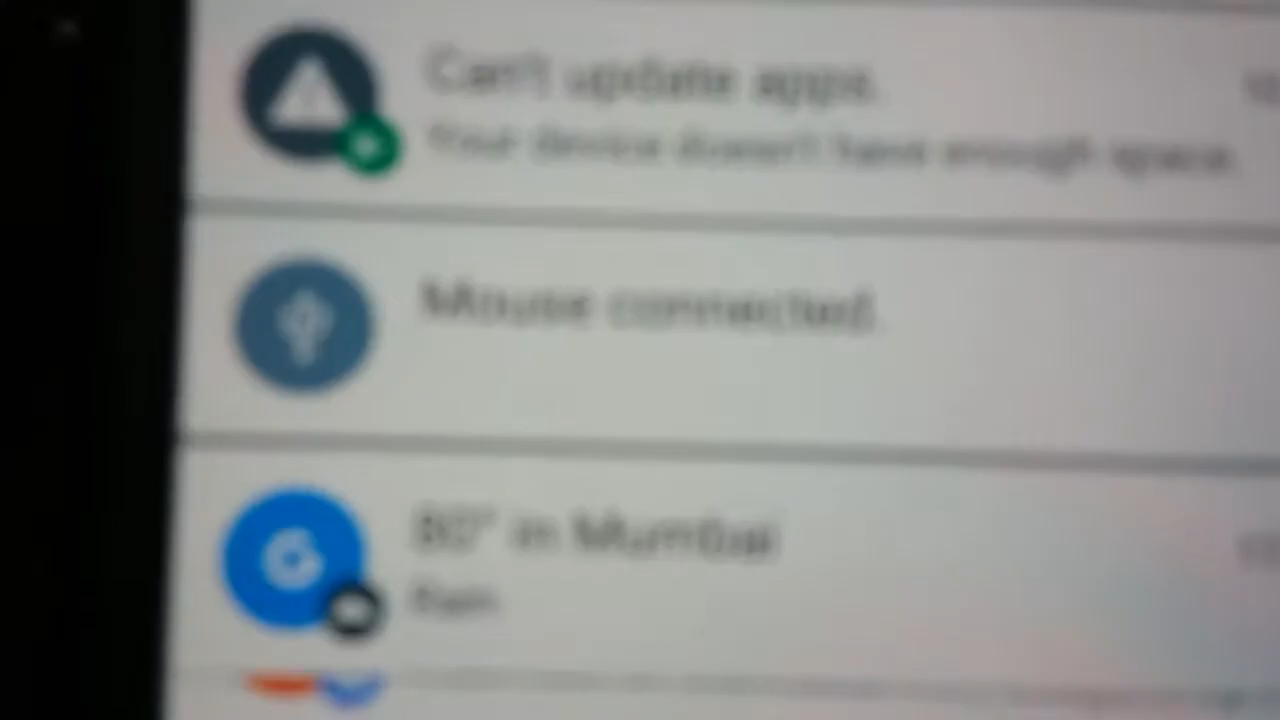 Can't update apps.
Your device doesn't have enough space.
Mouse connected.
G
80° in Mumbai
Rain